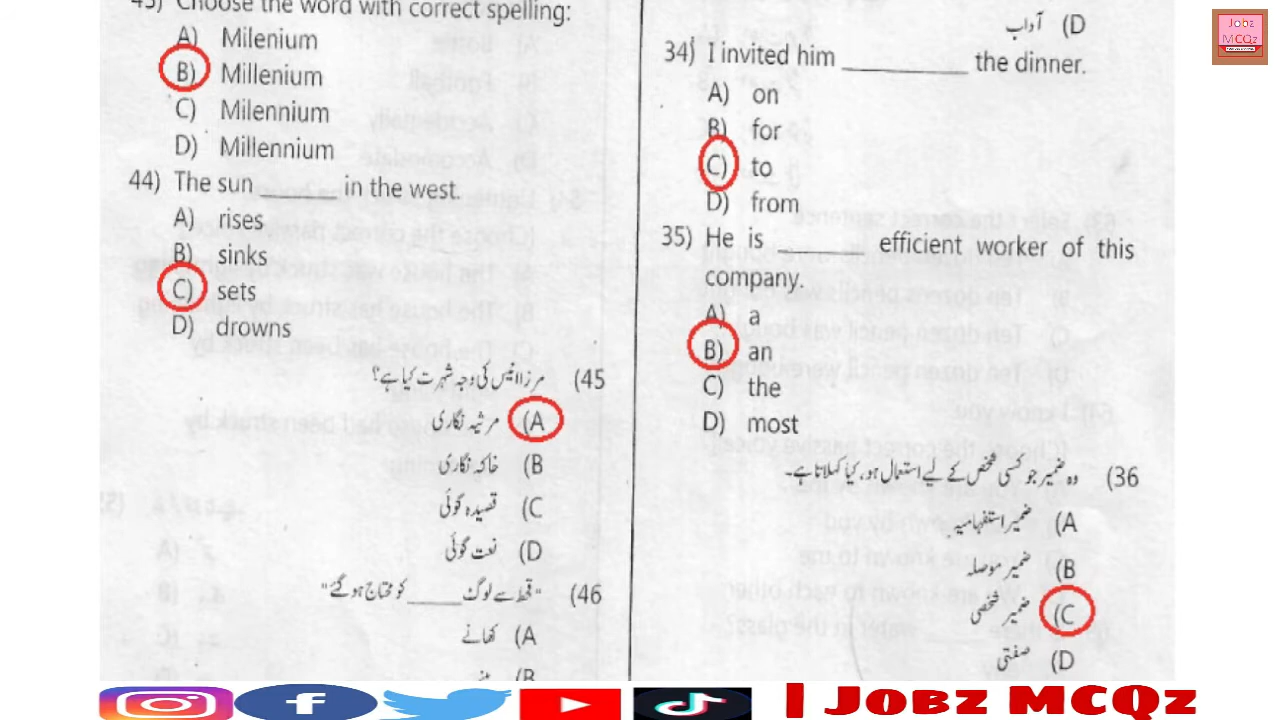 43) Choose the word with correct spelling:
A) Milenium
B) Millenium
C) Milennium
D) Millennium
44) The sun ________ in the west.
A) rises
B) sinks
C) sets
D) drowns
45) مرزا انیس کی وجہ شہرت کیا ہے؟
A) مرثیہ نگاری
B) خاکہ نگاری
C) قصیدہ گوئی
D) نعت گوئی
46) "قحط سے لوگ ____ کو محتاج ہو گئے"
A) کھانے
B)
D) آداب
34) I invited him __________ the dinner.
A) on
B) for
C) to
D) from
35) He is ________ efficient worker of this
company.
A) a
B) an
C) the
D) most
36) وہ ضمیر جو کسی شخص کے لیے استعمال ہو، کیا کہلاتا ہے۔
A) ضمیر استفہامیہ
B) ضمیر موصلہ
C) ضمیر شخصی
D) صفتی
Jobz
MCQz
| Jobz MCQz